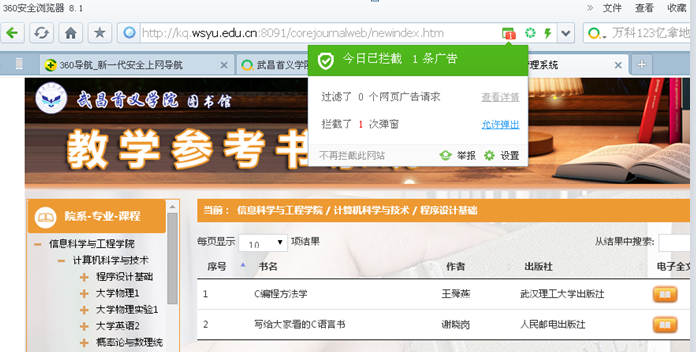 360安全浏览器 8.1
» 文件 查看 收藏
http://kq.wsyu.edu.cn:8091/corejournalweb/newindex.htm
1
万科123亿拿地
360导航_新一代安全上网导航
武昌首义学院
管理系统
今日已拦截 1 条广告
过滤了 0 个网页广告请求 查看详情
拦截了 1 次弹窗 允许弹出
不再拦截此网站 举报 设置
武昌首义学院 图书馆
教学参考书
院系-专业-课程
信息科学与工程学院
计算机科学与技术
程序设计基础
大学物理1
大学物理实验1
大学英语2
概率论与数理统
当前： 信息科学与工程学院 / 计算机科学与技术 / 程序设计基础
每页显示 10 项结果 从结果中搜索:
序号 书名 作者 出版社 电子全文
1 C编程方法学 王舜燕 武汉理工大学出版社
2 写给大家看的C语言书 谢晓岗 人民邮电出版社